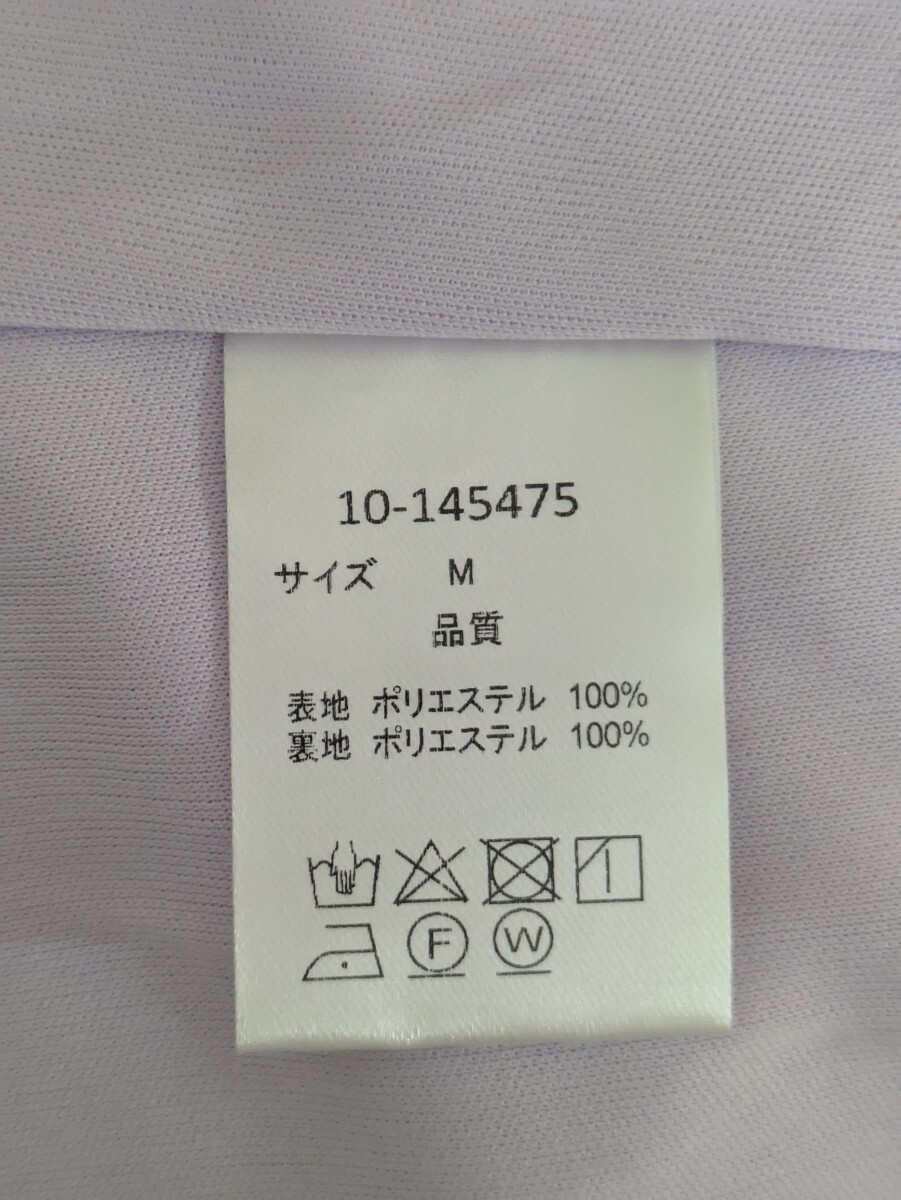 10-145475
サイズ M
品質
表地 ポリエステル 100%
裏地 ポリエステル 100%
F W